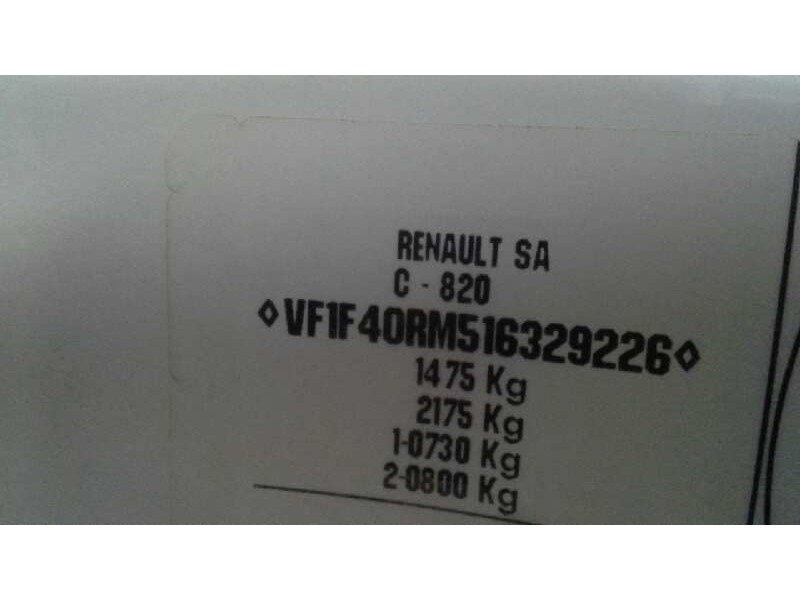 RENAULT SA
C - 820
◊VF1F40RM516329226◊
1475 Kg
2175 Kg
1-0730 Kg
2-0800 Kg